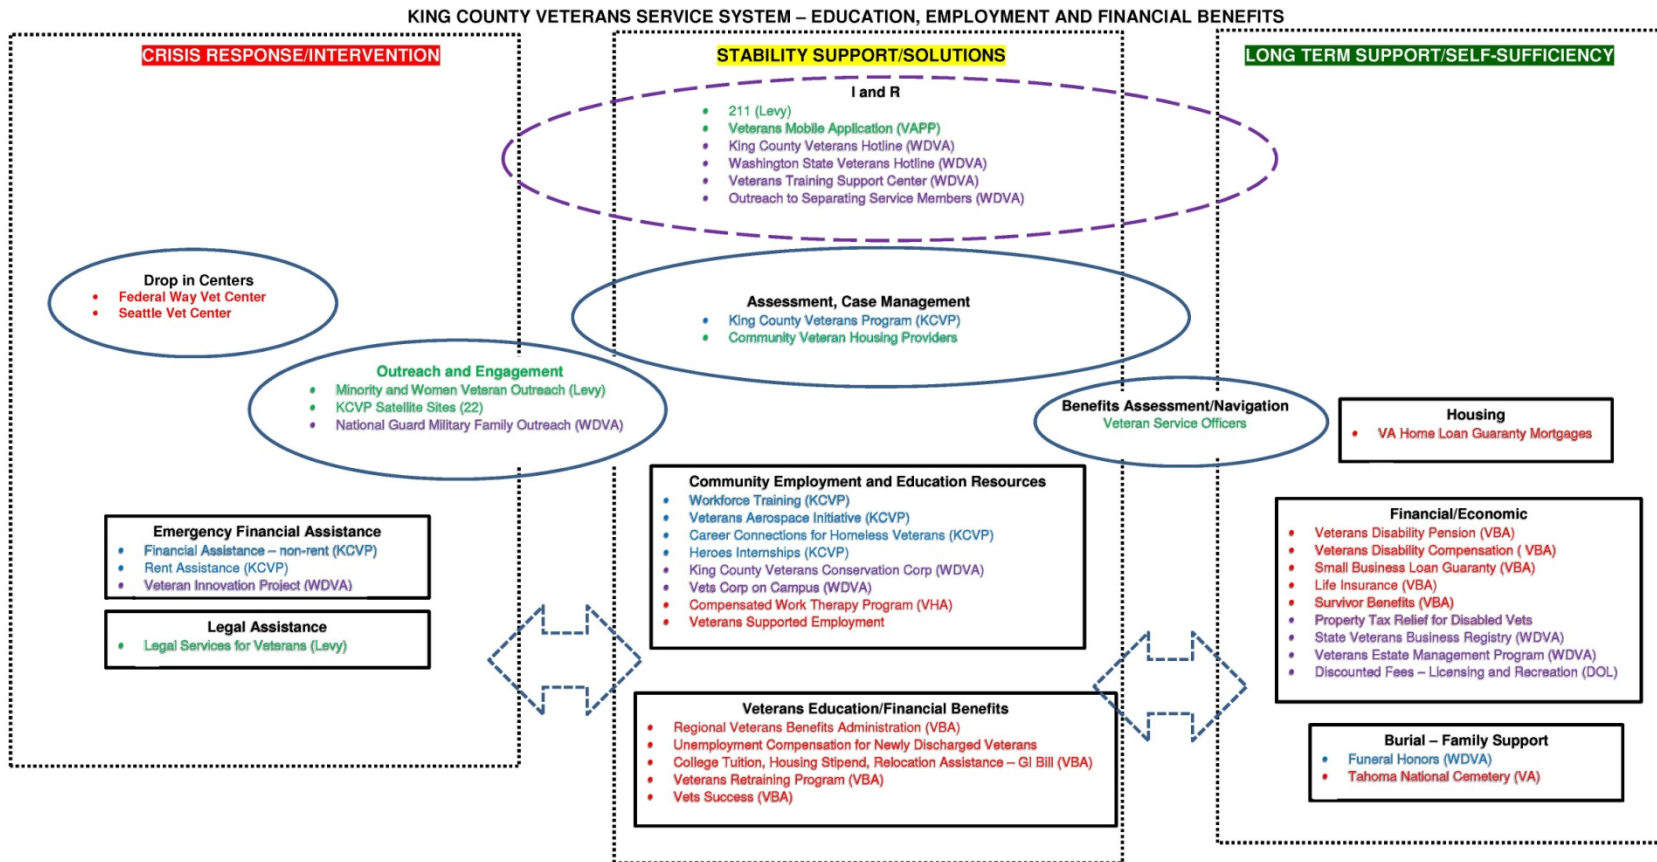 KING COUNTY VETERANS SERVICE SYSTEM – EDUCATION, EMPLOYMENT AND FINANCIAL BENEFITS
CRISIS RESPONSE/INTERVENTION
Drop in Centers
• Federal Way Vet Center
• Seattle Vet Center
Outreach and Engagement
• Minority and Women Veteran Outreach (Levy)
• KCVP Satellite Sites (22)
• National Guard Military Family Outreach (WDVA)
Emergency Financial Assistance
• Financial Assistance – non-rent (KCVP)
• Rent Assistance (KCVP)
• Veteran Innovation Project (WDVA)
Legal Assistance
• Legal Services for Veterans (Levy)
STABILITY SUPPORT/SOLUTIONS
I and R
• 211 (Levy)
• Veterans Mobile Application (VAPP)
• King County Veterans Hotline (WDVA)
• Washington State Veterans Hotline (WDVA)
• Veterans Training Support Center (WDVA)
• Outreach to Separating Service Members (WDVA)
Assessment, Case Management
• King County Veterans Program (KCVP)
• Community Veteran Housing Providers
Community Employment and Education Resources
• Workforce Training (KCVP)
• Veterans Aerospace Initiative (KCVP)
• Career Connections for Homeless Veterans (KCVP)
• Heroes Internships (KCVP)
• King County Veterans Conservation Corp (WDVA)
• Vets Corp on Campus (WDVA)
• Compensated Work Therapy Program (VHA)
• Veterans Supported Employment
Veterans Education/Financial Benefits
• Regional Veterans Benefits Administration (VBA)
• Unemployment Compensation for Newly Discharged Veterans
• College Tuition, Housing Stipend, Relocation Assistance – GI Bill (VBA)
• Veterans Retraining Program (VBA)
• Vets Success (VBA)
LONG TERM SUPPORT/SELF-SUFFICIENCY
Benefits Assessment/Navigation
Veteran Service Officers
Housing
• VA Home Loan Guaranty Mortgages
Financial/Economic
• Veterans Disability Pension (VBA)
• Veterans Disability Compensation ( VBA)
• Small Business Loan Guaranty (VBA)
• Life Insurance (VBA)
• Survivor Benefits (VBA)
• Property Tax Relief for Disabled Vets
• State Veterans Business Registry (WDVA)
• Veterans Estate Management Program (WDVA)
• Discounted Fees – Licensing and Recreation (DOL)
Burial – Family Support
• Funeral Honors (WDVA)
• Tahoma National Cemetery (VA)